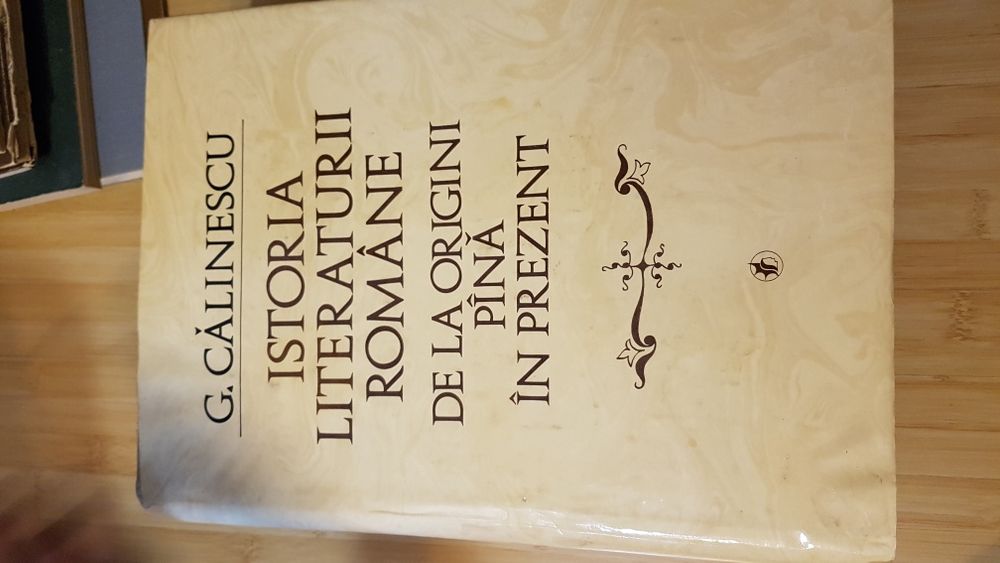 G. CĂLINESCU
ISTORIA
LITERATURII
ROMÂNE
DE LA ORIGINI
PÎNĂ
ÎN PREZENT